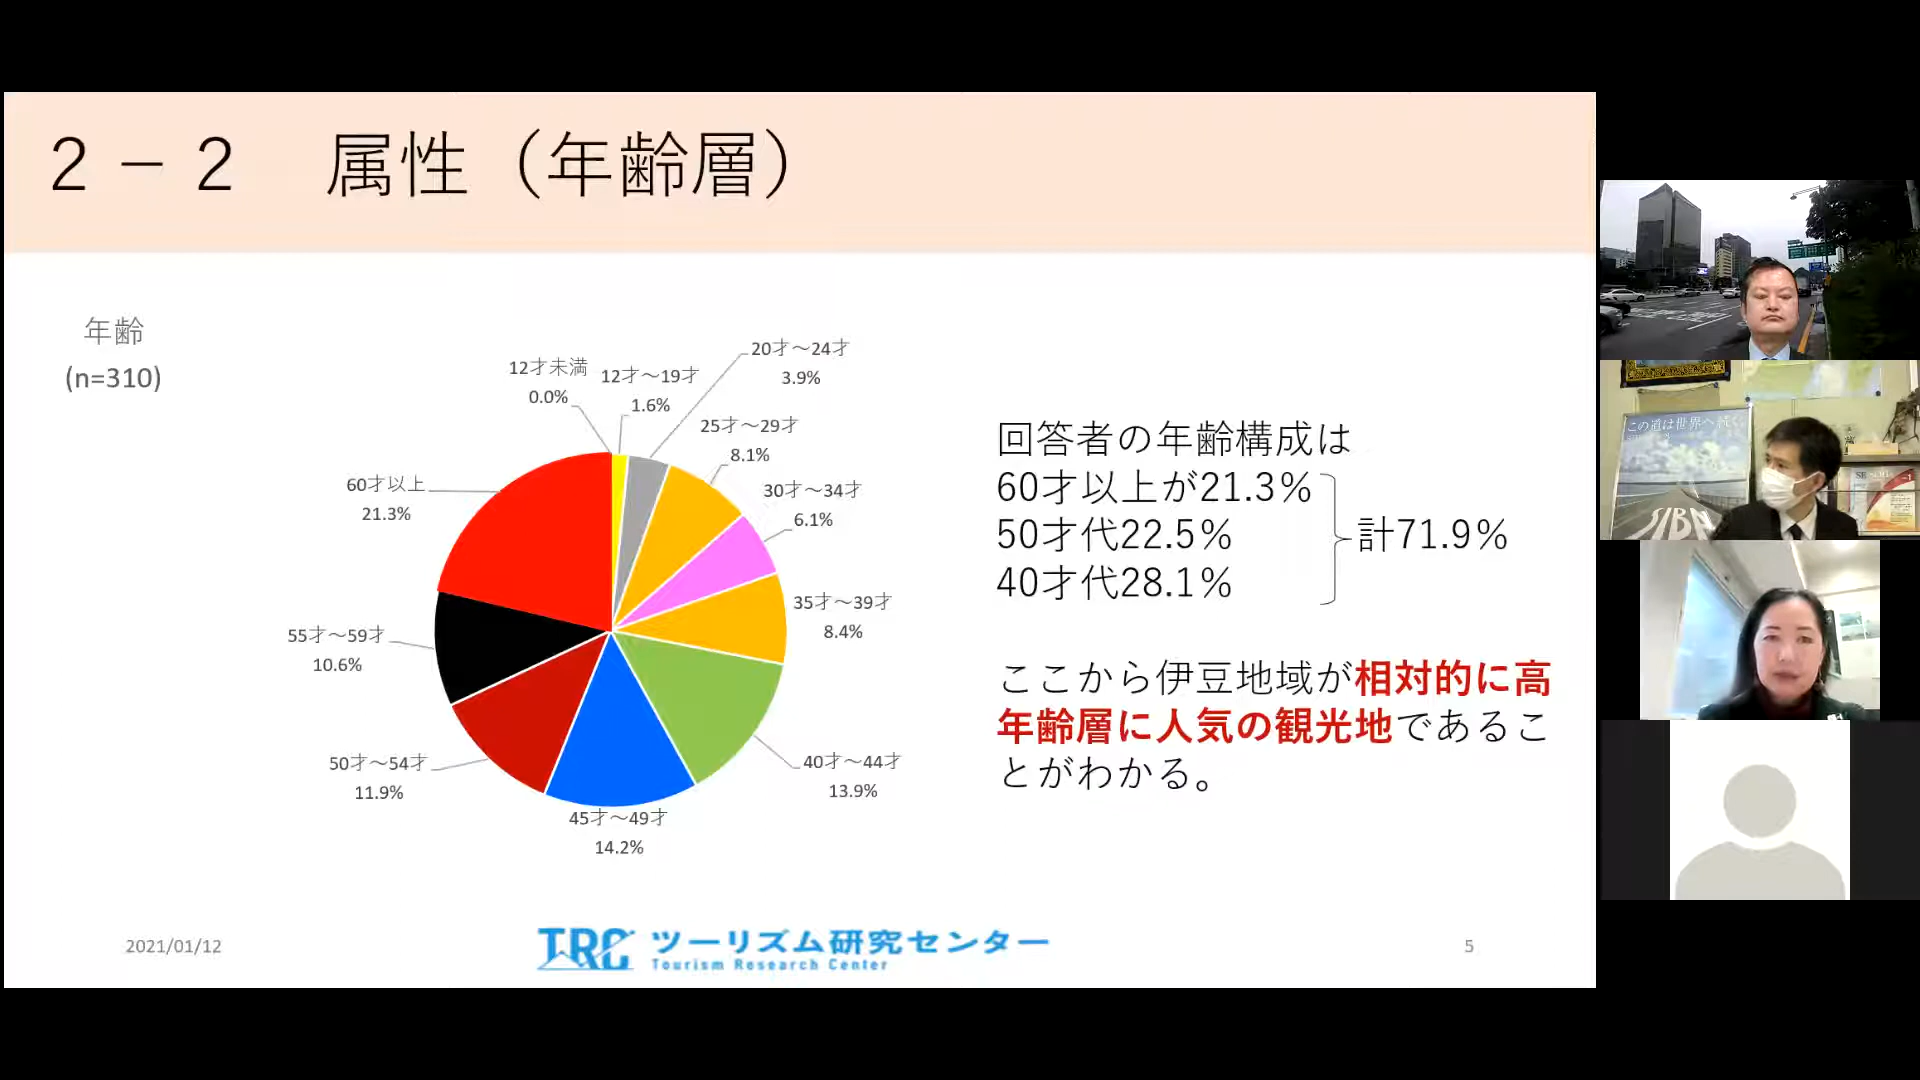 ２－２　属性（年齢層）
年齢
(n=310)
12才未満
0.0%
12才～19才
1.6%
20才～24才
3.9%
25才～29才
8.1%
30才～34才
6.1%
35才～39才
8.4%
40才～44才
13.9%
45才～49才
14.2%
50才～54才
11.9%
55才～59才
10.6%
60才以上
21.3%
回答者の年齢構成は
60才以上が21.3%
50才代22.5%
40才代28.1%
計71.9%
ここから伊豆地域が相対的に高
年齢層に人気の観光地であるこ
とがわかる。
2021/01/12
TRC ツーリズム研究センター
Tourism Research Center
5
この道は世界へ続く